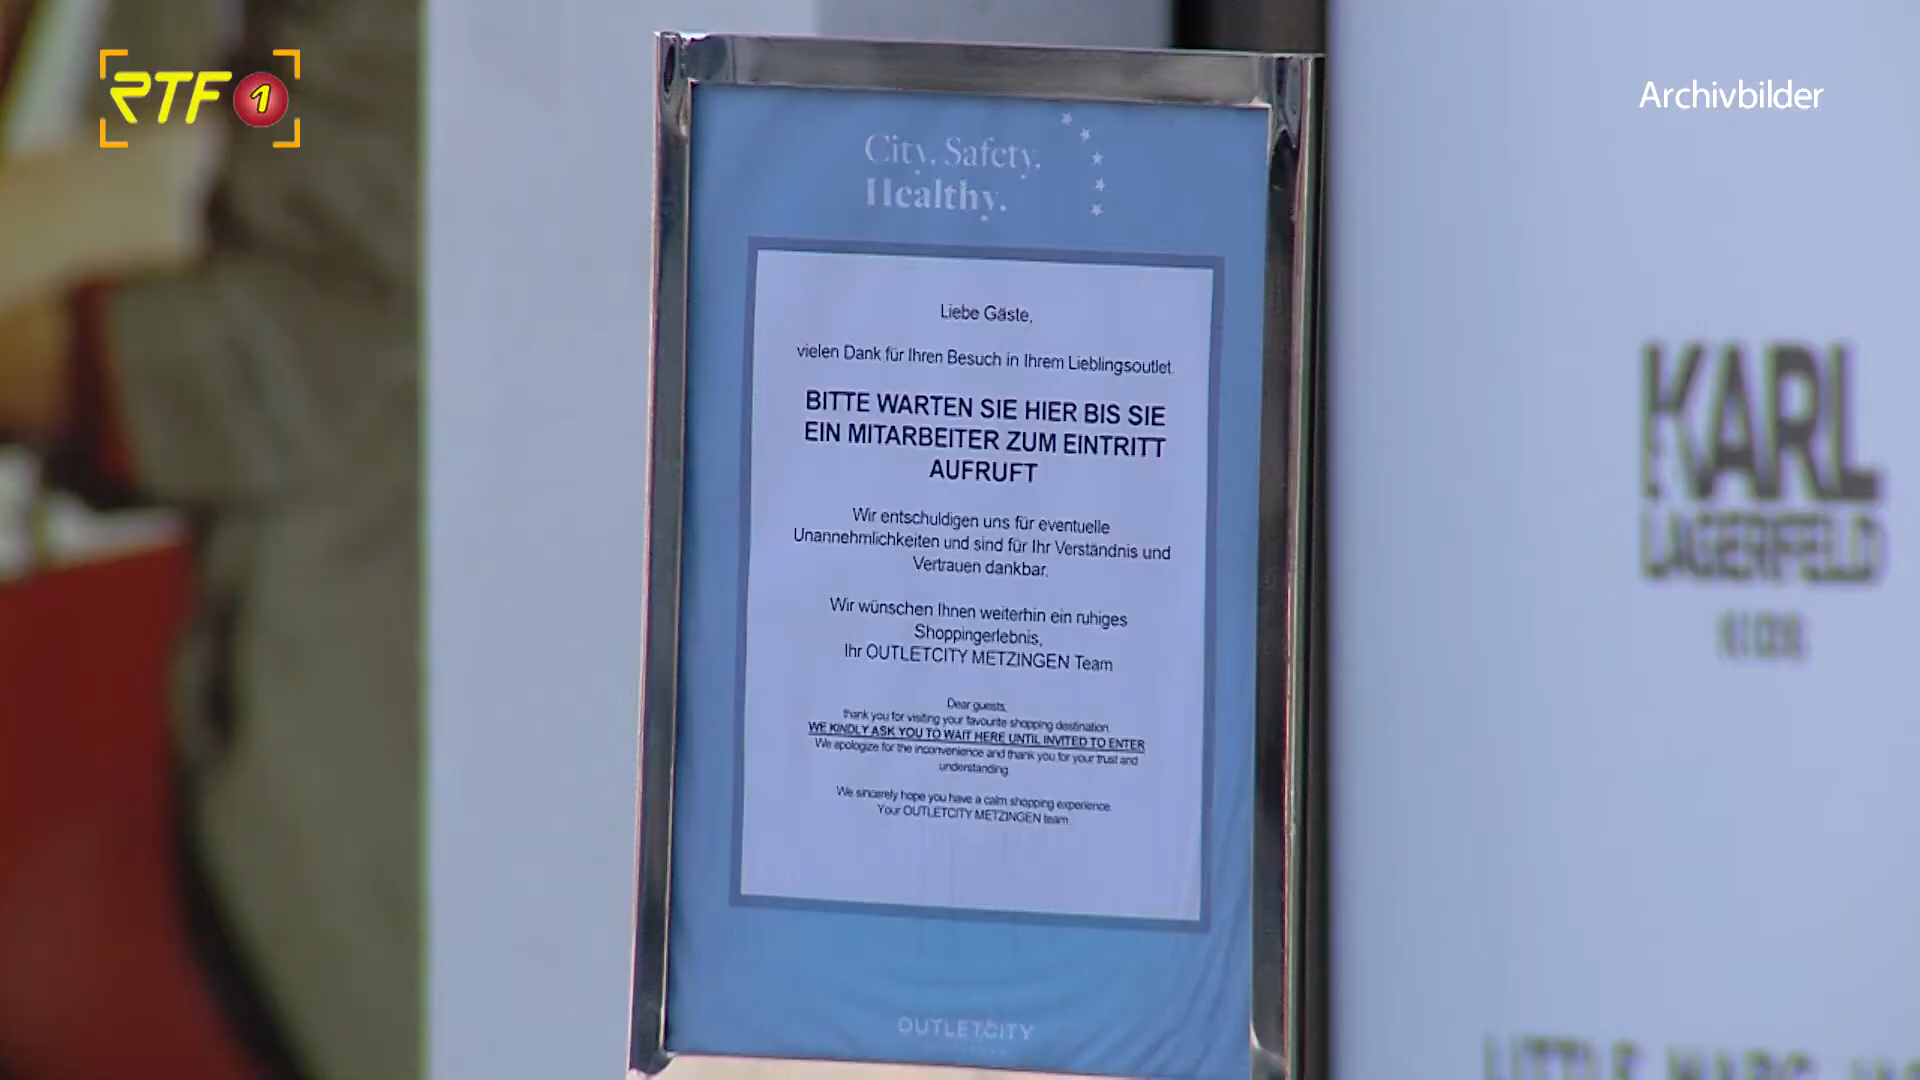 RTF 1
Archivbilder
City. Safety.
Healthy.
Liebe Gäste,
vielen Dank für Ihren Besuch in Ihrem Lieblingsoutlet.
BITTE WARTEN SIE HIER BIS SIE
EIN MITARBEITER ZUM EINTRITT
AUFRUFT
Wir entschuldigen uns für eventuelle
Unannehmlichkeiten und sind für Ihr Verständnis und
Vertrauen dankbar.
Wir wünschen Ihnen weiterhin ein ruhiges
Shoppingerlebnis,
Ihr OUTLETCITY METZINGEN Team
Dear guests,
thank you for visiting your favourite shopping destination.
WE KINDLY ASK YOU TO WAIT HERE UNTIL INVITED TO ENTER
We apologize for the inconvenience and thank you for your trust and
understanding.
We sincerely hope you have a calm shopping experience.
Your OUTLETCITY METZINGEN team
OUTLETCITY
KARL
LAGERFELD
KIDS
LITTLE MARC